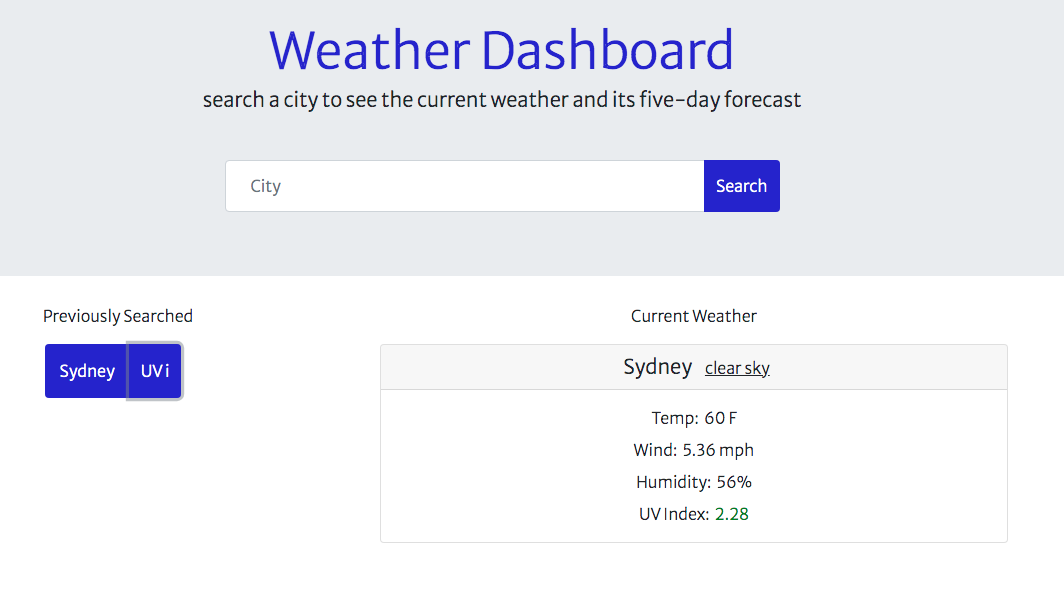 Weather Dashboard
search a city to see the current weather and its five-day forecast
City
Search
Previously Searched
Sydney
UV i
Current Weather
Sydney clear sky
Temp: 60 F
Wind: 5.36 mph
Humidity: 56%
UV Index: 2.28